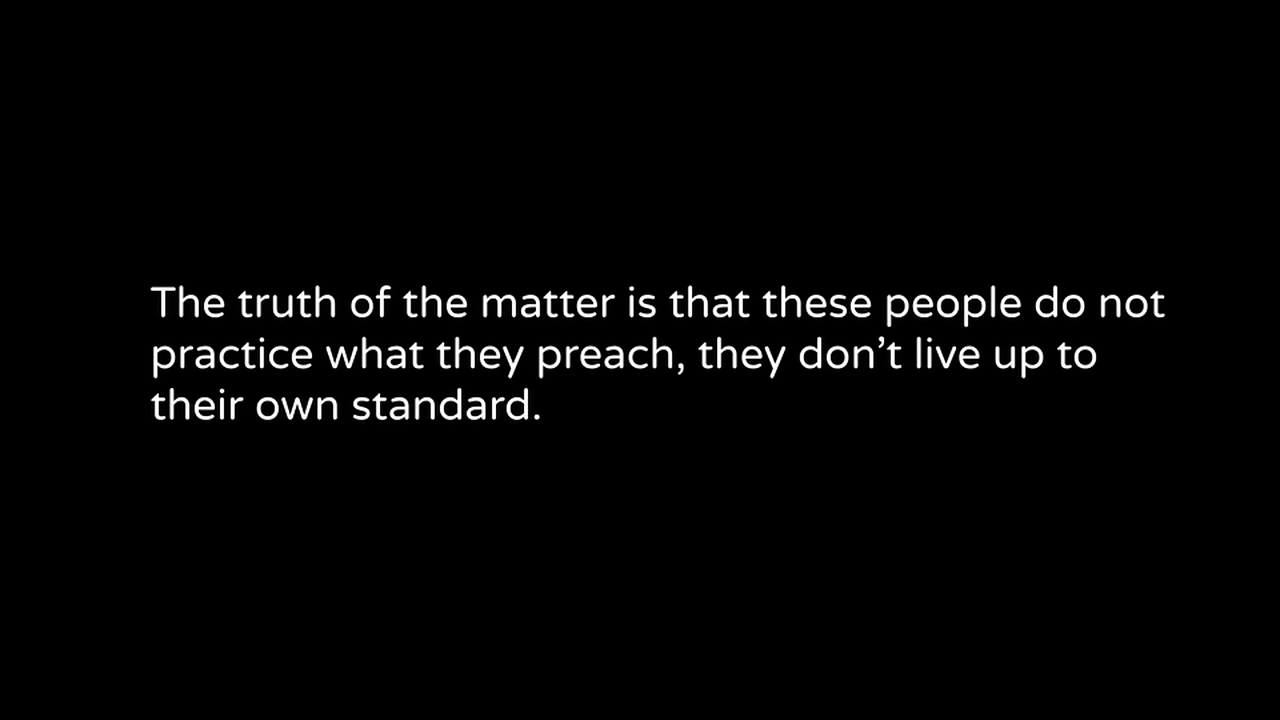 The truth of the matter is that these people do not
practice what they preach, they don’t live up to
their own standard.